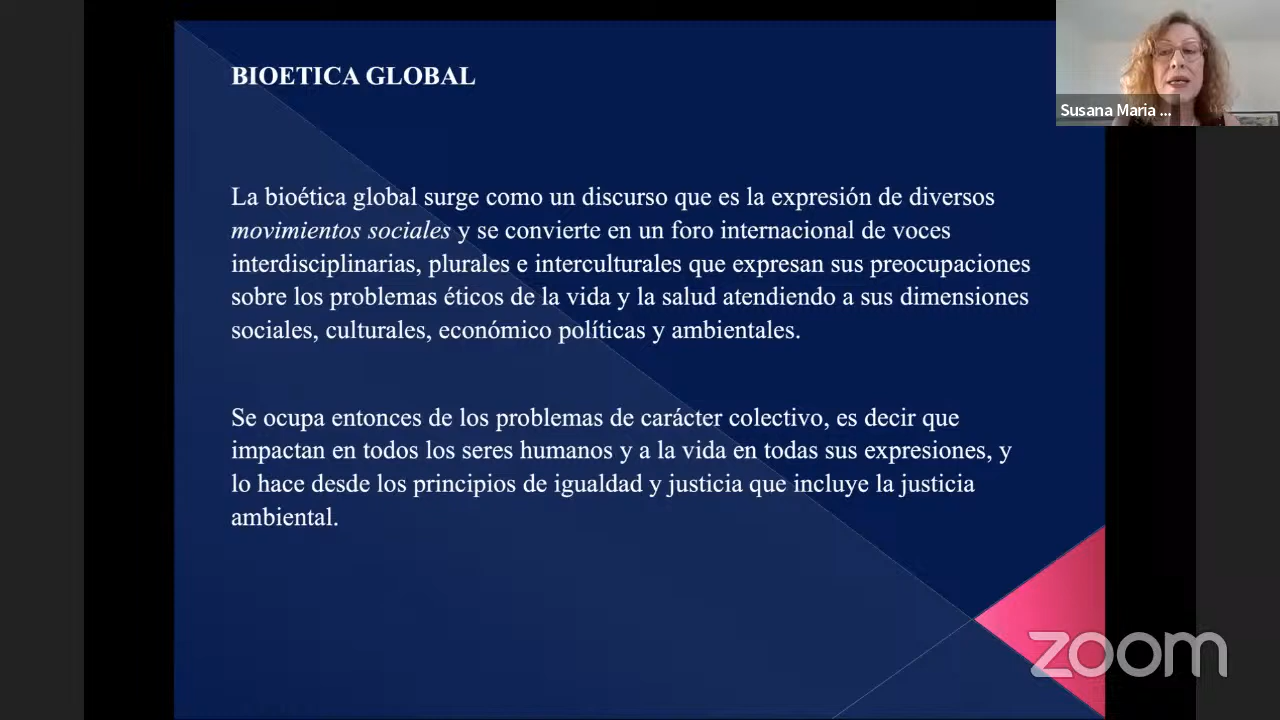 BIOETICA GLOBAL
Susana Maria ...
La bioética global surge como un discurso que es la expresión de diversos
movimientos sociales y se convierte en un foro internacional de voces
interdisciplinarias, plurales e interculturales que expresan sus preocupaciones
sobre los problemas éticos de la vida y la salud atendiendo a sus dimensiones
sociales, culturales, económico políticas y ambientales.
Se ocupa entonces de los problemas de carácter colectivo, es decir que
impactan en todos los seres humanos y a la vida en todas sus expresiones, y
lo hace desde los principios de igualdad y justicia que incluye la justicia
ambiental.
zoom